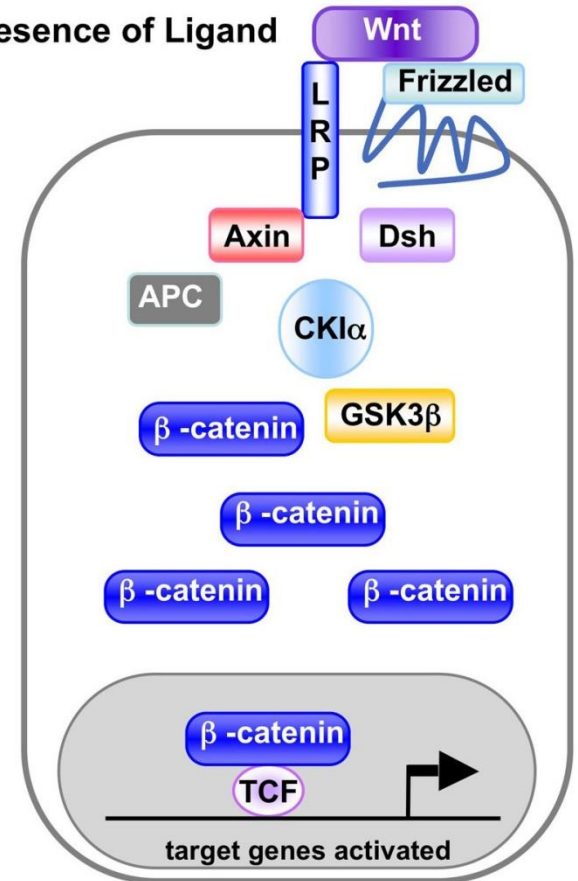 esence of Ligand
Wnt
Frizzled
L
R
P
Axin
Dsh
APC
CKIα
GSK3β
β -catenin
β -catenin
β -catenin
β -catenin
β -catenin
TCF
target genes activated